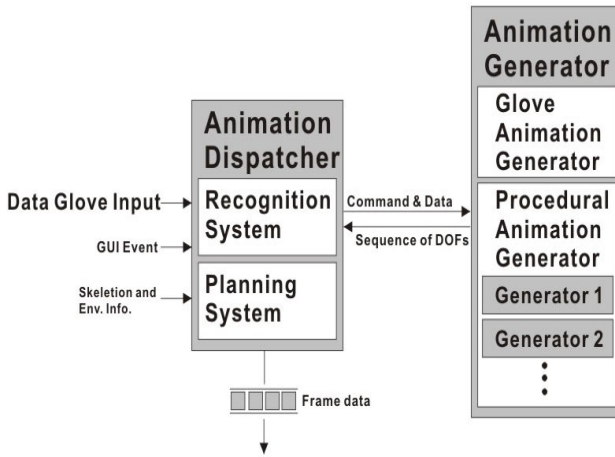 Animation
Dispatcher
Recognition
System
Planning
System
Data Glove Input
GUI Event
Skeletion and
Env. Info.
Command & Data
Sequence of DOFs
Frame data
Animation
Generator
Glove
Animation
Generator
Procedural
Animation
Generator
Generator 1
Generator 2